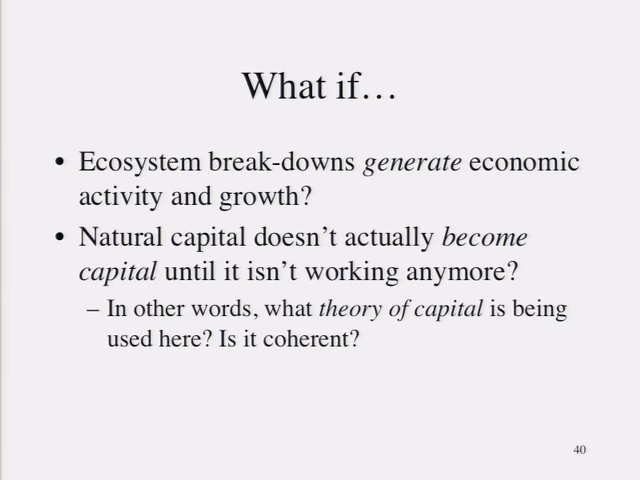 What if…
• Ecosystem break-downs generate economic
activity and growth?
• Natural capital doesn't actually become
capital until it isn't working anymore?
– In other words, what theory of capital is being
used here? Is it coherent?
40